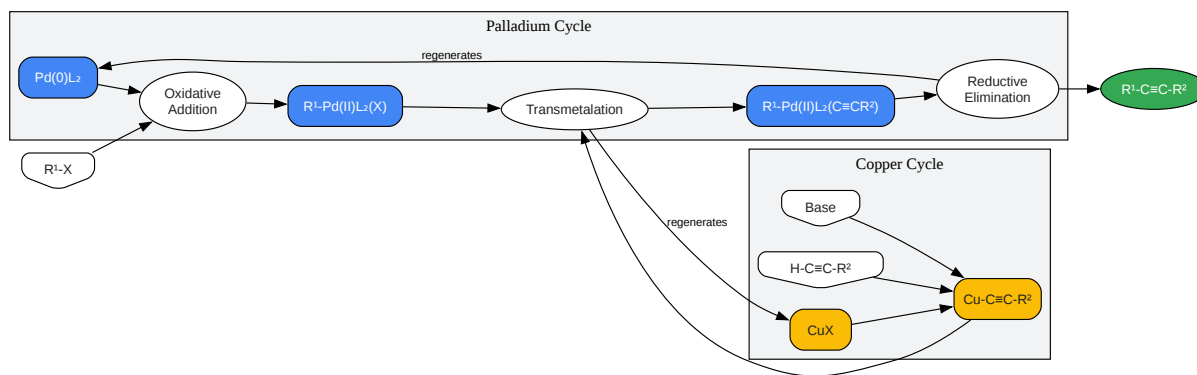 Palladium Cycle
regenerates
Pd(0)L₂
Oxidative
Addition
R¹-Pd(II)L₂(X)
Transmetalation
R¹-Pd(II)L₂(C≡CR²)
Reductive
Elimination
R¹-C≡C-R²
R¹-X
Copper Cycle
Base
regenerates
H-C≡C-R²
Cu-C≡C-R²
CuX